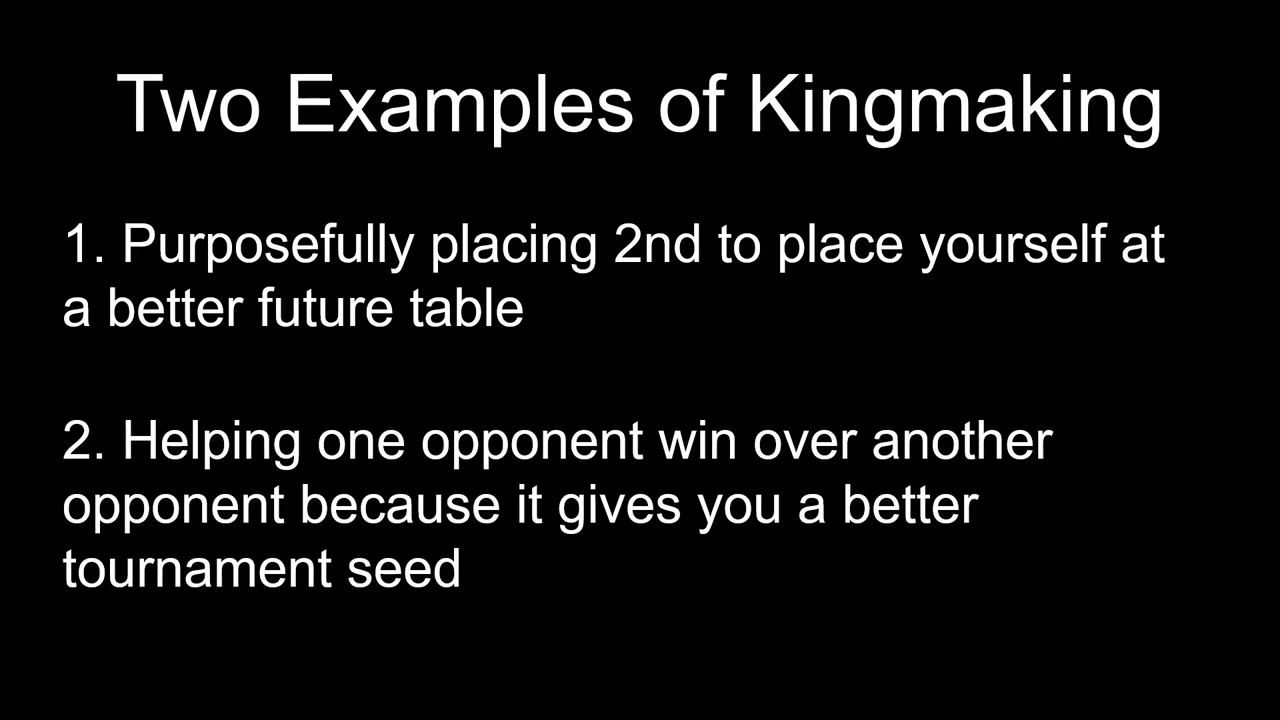 Two Examples of Kingmaking
1. Purposefully placing 2nd to place yourself at
a better future table
2. Helping one opponent win over another
opponent because it gives you a better
tournament seed